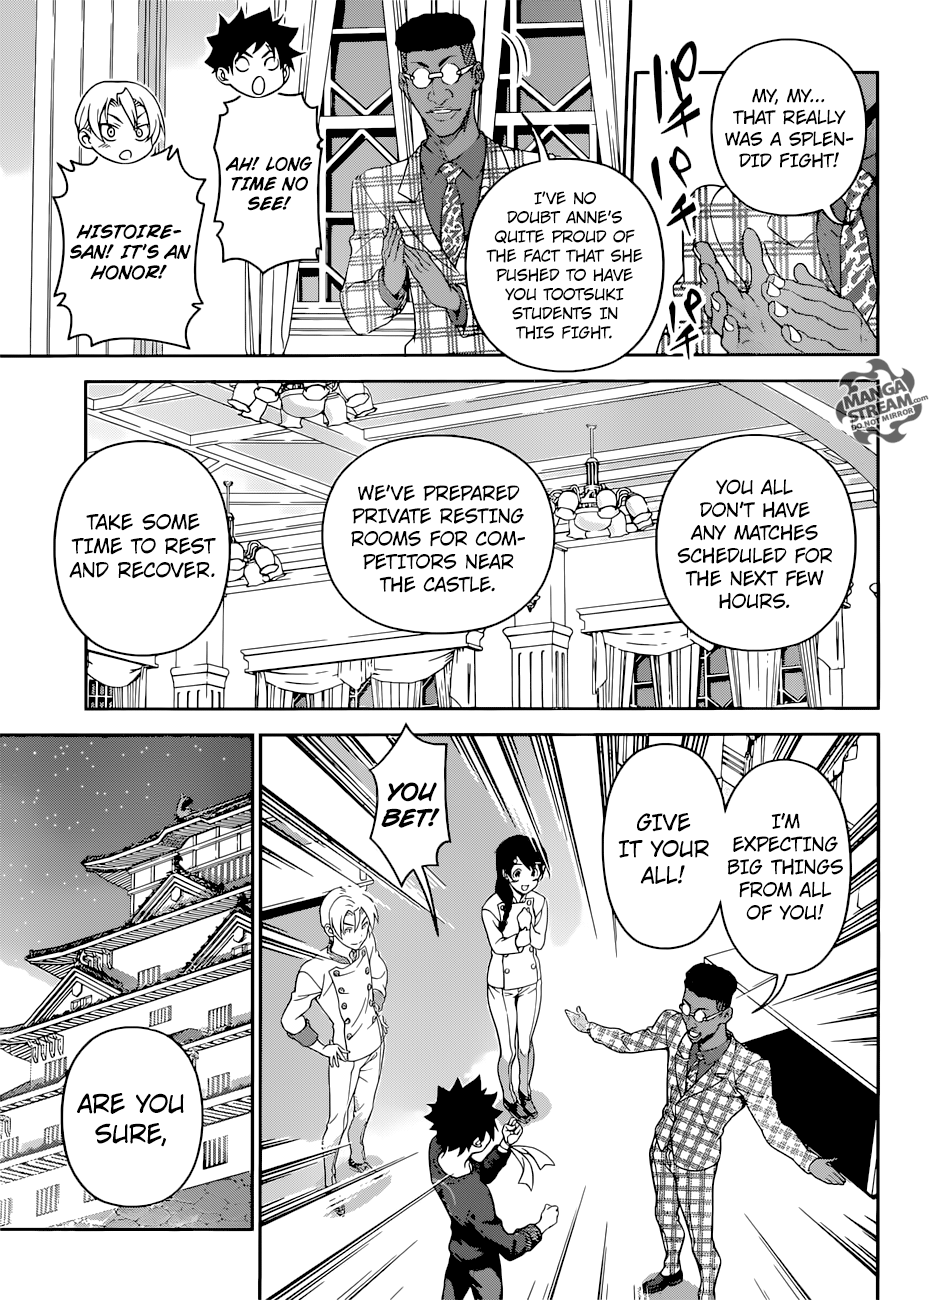 MY, MY...
THAT REALLY
WAS A SPLEN-
DID FIGHT!
パチ
パチ
パチ
I'VE NO
DOUBT ANNE'S
QUITE PROUD OF
THE FACT THAT SHE
PUSHED TO HAVE
YOU TOOTSUKI
STUDENTS IN
THIS FIGHT.
AH! LONG
TIME NO
SEE!
HISTOIRE-
SAN! IT'S AN
HONOR!
MANGA
STREAM.com
DO NOT MIRROR
YOU ALL
DON'T HAVE
ANY MATCHES
SCHEDULED FOR
THE NEXT FEW
HOURS.
WE'VE PREPARED
PRIVATE RESTING
ROOMS FOR COM-
PETITORS NEAR
THE CASTLE.
TAKE SOME
TIME TO REST
AND RECOVER.
I'M
EXPECTING
BIG THINGS
FROM ALL
OF YOU!
GIVE
IT YOUR
ALL!
YOU
BET!
ARE YOU
SURE,